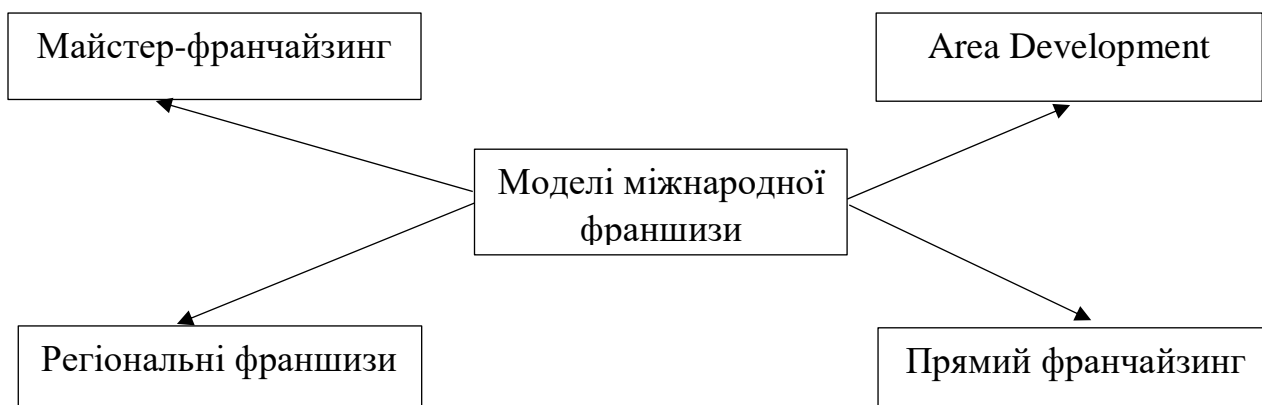 Майстер-франчайзинг
Area Development
Моделі міжнародної
франшизи
Регіональні франшизи
Прямий франчайзинг